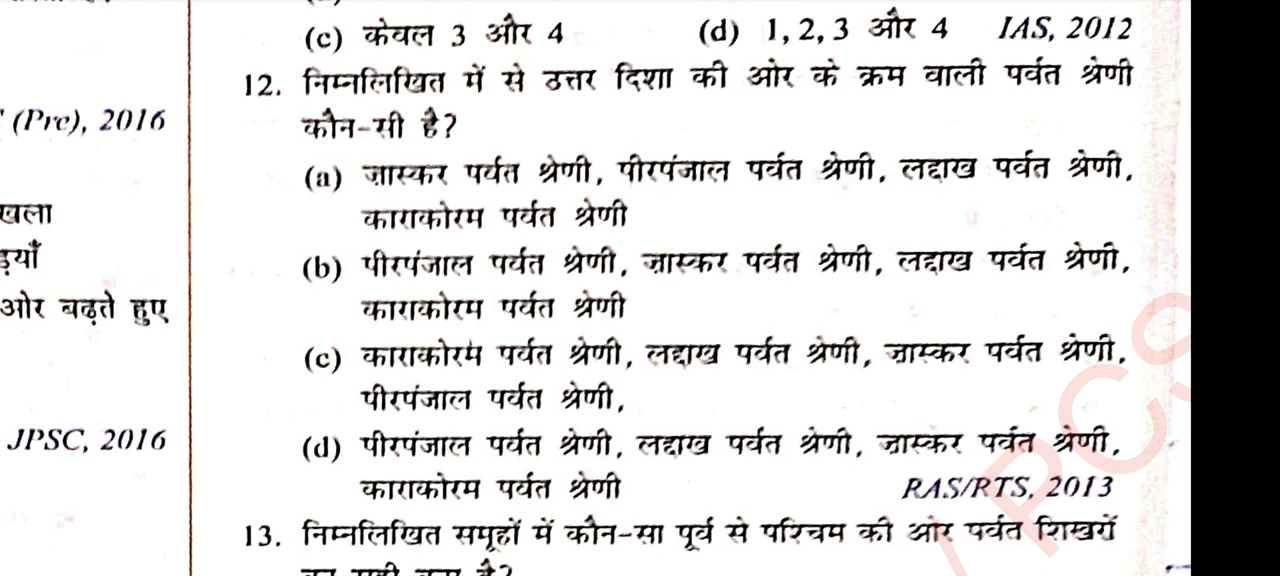 (c) केवल 3 और 4 (d) 1, 2, 3 और 4 IAS, 2012
12. निम्नलिखित में से उत्तर दिशा की ओर के क्रम वाली पर्वत श्रेणी
(Pre), 2016
कौन-सी है?
(a) ज़ास्कर पर्वत श्रेणी, पीरपंजाल पर्वत श्रेणी, लद्दाख पर्वत श्रेणी,
काराकोरम पर्वत श्रेणी
खला
(b) पीरपंजाल पर्वत श्रेणी, ज़ास्कर पर्वत श्रेणी, लद्दाख पर्वत श्रेणी,
ड़याँ
काराकोरम पर्वत श्रेणी
ओर बढ़ते हुए
(c) काराकोरम पर्वत श्रेणी, लद्दाख पर्वत श्रेणी, ज़ास्कर पर्वत श्रेणी,
पीरपंजाल पर्वत श्रेणी,
(d) पीरपंजाल पर्वत श्रेणी, लद्दाख पर्वत श्रेणी, ज़ास्कर पर्वत श्रेणी,
JPSC, 2016
काराकोरम पर्वत श्रेणी RAS/RTS, 2013
13. निम्नलिखित समूहों में कौन-सा पूर्व से पश्चिम की ओर पर्वत शिखरों
PCS